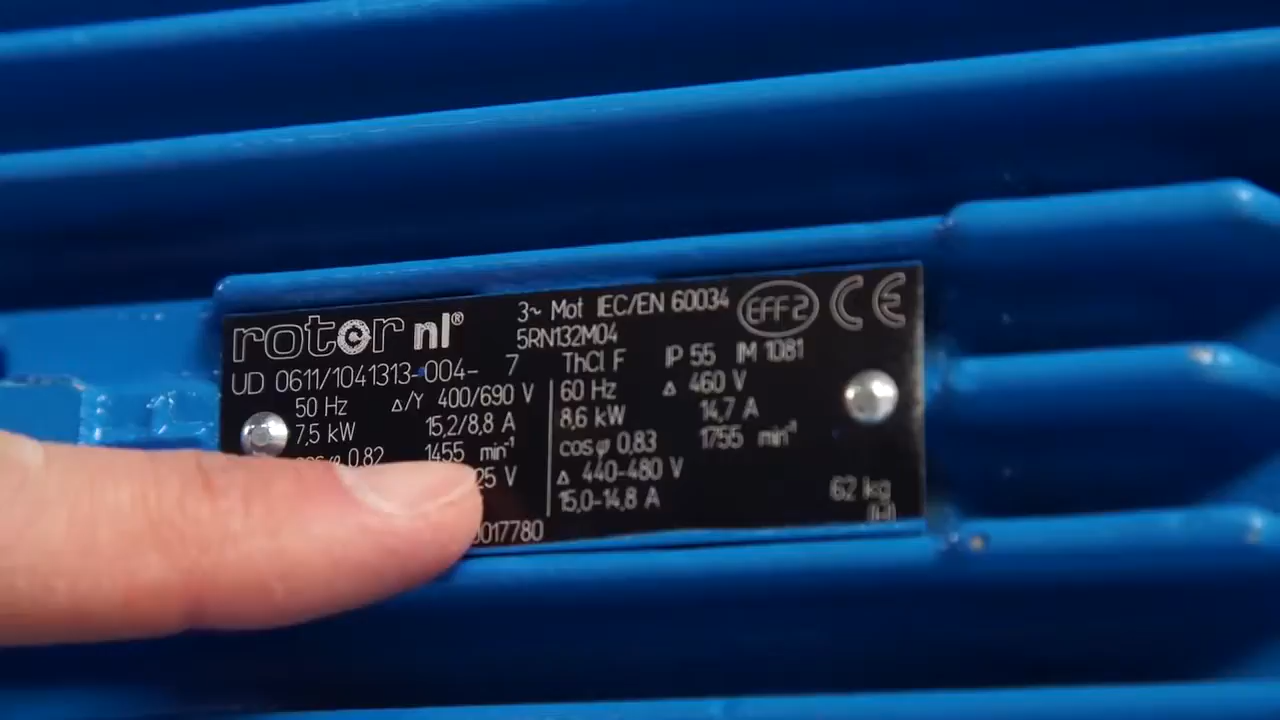 rotor nl®
3~ Mot IEC/EN 60034
EFF2 CE
5RN132M04
UD 0611/1041313-004- 7
ThCl F IP 55 IM 1081
50 Hz Δ/Y 400/690 V
7,5 kW 15,2/8,8 A
cos φ 0,82 1455 min⁻¹
25 V
0017780
60 Hz Δ 460 V
8,6 kW 14,7 A
cos φ 0,83 1755 min⁻¹
Δ 440-480 V
15,0-14,8 A
62 kg
(H)